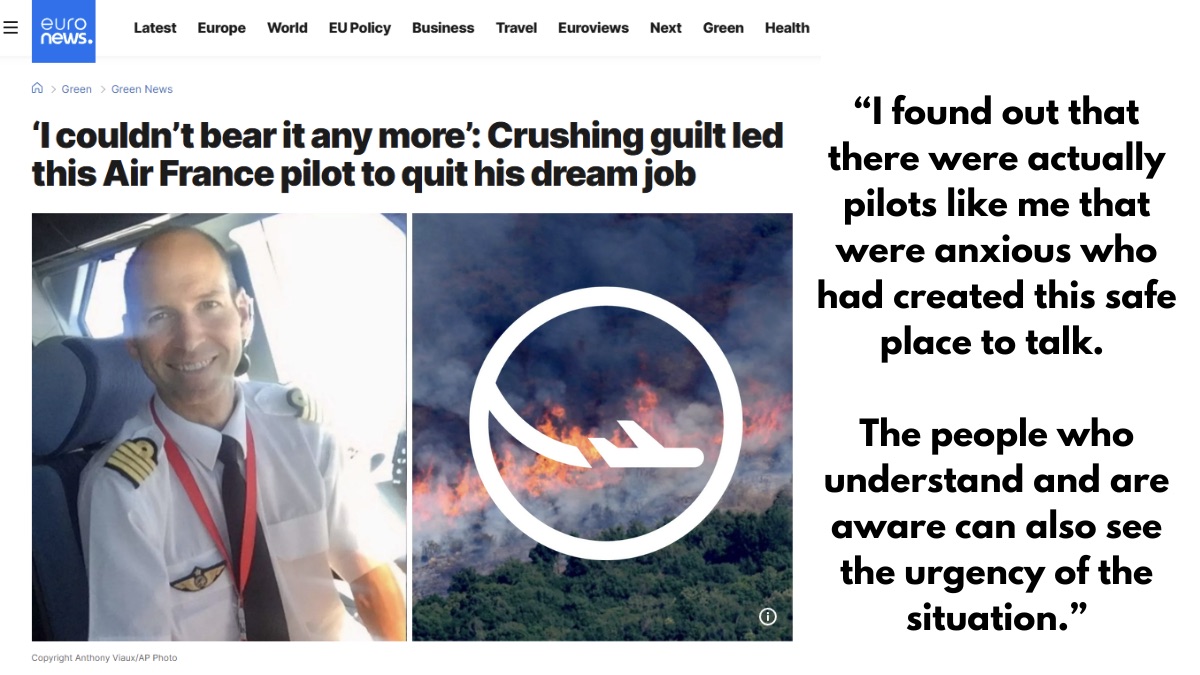 euro
news.
Latest Europe World EU Policy Business Travel Euroviews Next Green Health
Green > Green News
‘I couldn’t bear it any more’: Crushing guilt led
this Air France pilot to quit his dream job
Copyright Anthony Viaux/AP Photo
“I found out that
there were actually
pilots like me that
were anxious who
had created this safe
place to talk.
The people who
understand and are
aware can also see
the urgency of the
situation.”